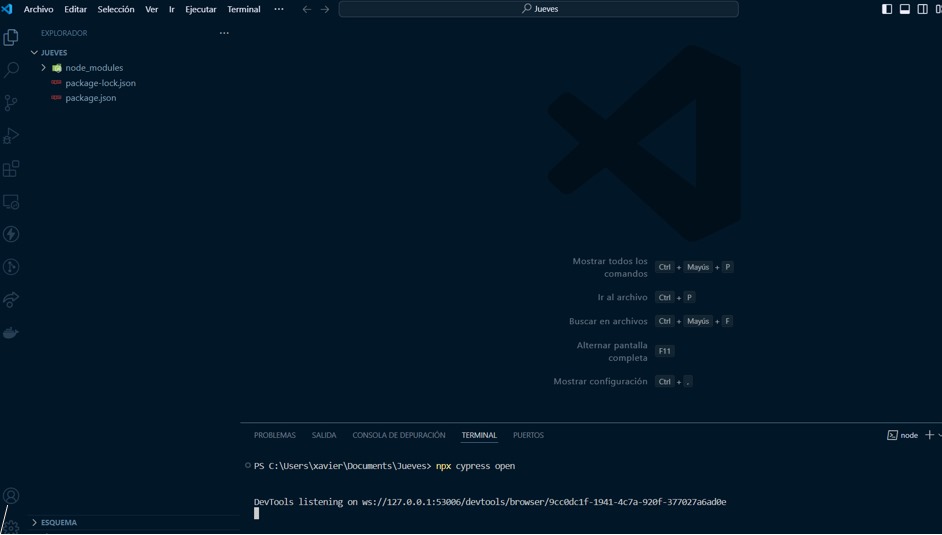 Archivo Editar Selección Ver Ir Ejecutar Terminal ··· Jueves
EXPLORADOR ···
JUEVES
node_modules
package-lock.json
package.json
Mostrar todos los comandos Ctrl + Mayús + P
Ir al archivo Ctrl + P
Buscar en archivos Ctrl + Mayús + F
Alternar pantalla completa F11
Mostrar configuración Ctrl + ,
PROBLEMAS SALIDA CONSOLA DE DEPURACIÓN TERMINAL PUERTOS node
PS C:\Users\xavier\Documents\Jueves> npx cypress open
DevTools listening on ws://127.0.0.1:53006/devtools/browser/9cc0dc1f-1941-4c7a-920f-377027a6ad0e
ESQUEMA